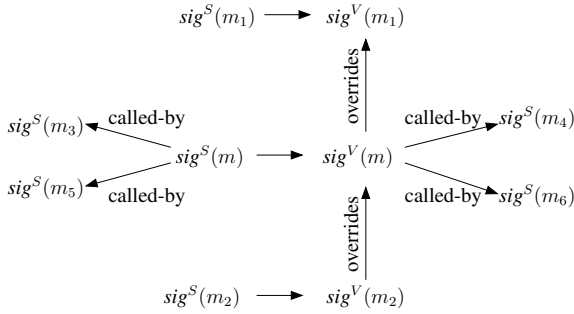 sig^S(m_1) sig^V(m_1)
overrides
sig^S(m_3) called-by called-by sig^S(m_4)
sig^S(m) sig^V(m)
sig^S(m_5) called-by called-by sig^S(m_6)
overrides
sig^S(m_2) sig^V(m_2)